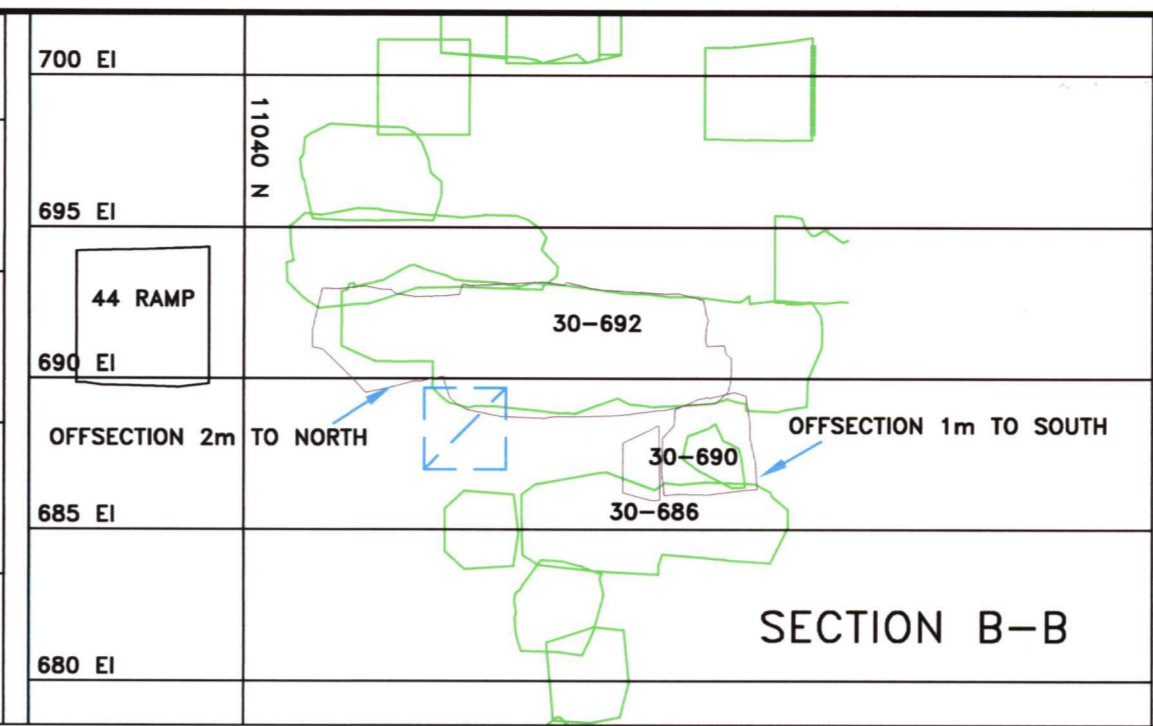 700 El
11040 N
695 El
44 RAMP
30-692
690 El
OFFSECTION 2m TO NORTH
OFFSECTION 1m TO SOUTH
30-690
30-686
685 El
SECTION B-B
680 El